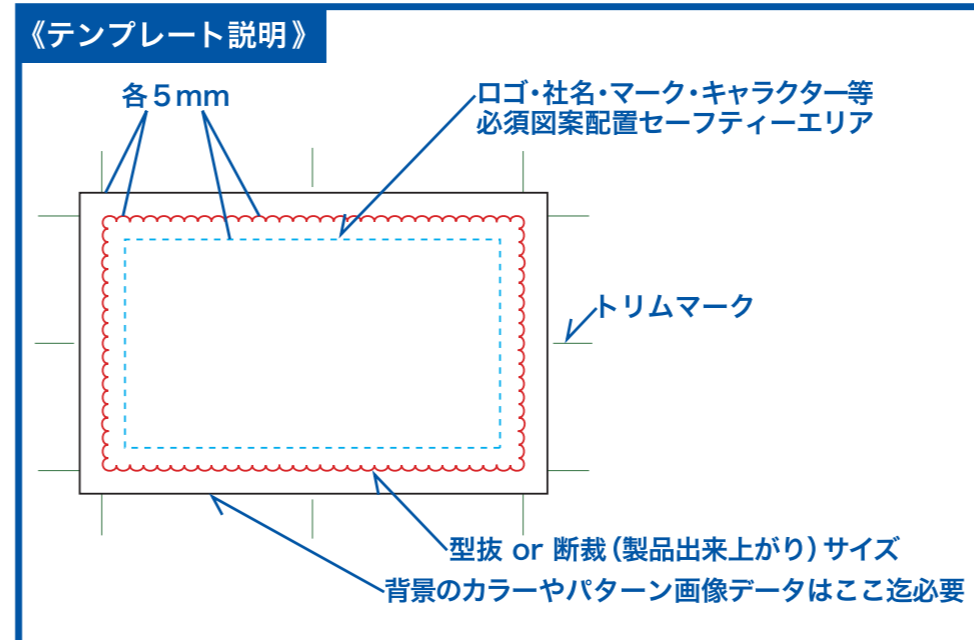 《テンプレート説明》
各5mm
ロゴ・社名・マーク・キャラクター等
必須図案配置セーフティーエリア
トリムマーク
型抜 or 断裁(製品出来上がり)サイズ
背景のカラーやパターン画像データはここ迄必要